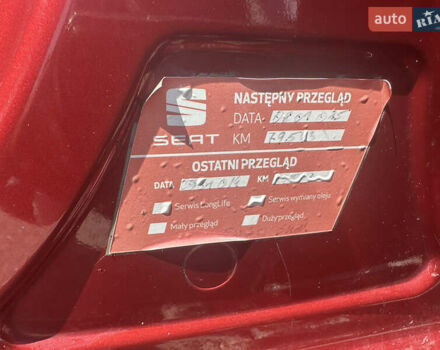 auto RIA
NASTĘPNY PRZEGLĄD
DATA
KM
SEAT
OSTATNI PRZEGLĄD
DATA KM
Serwis LongLife Serwis wymiany oleju
Mały przegląd Duży przegląd